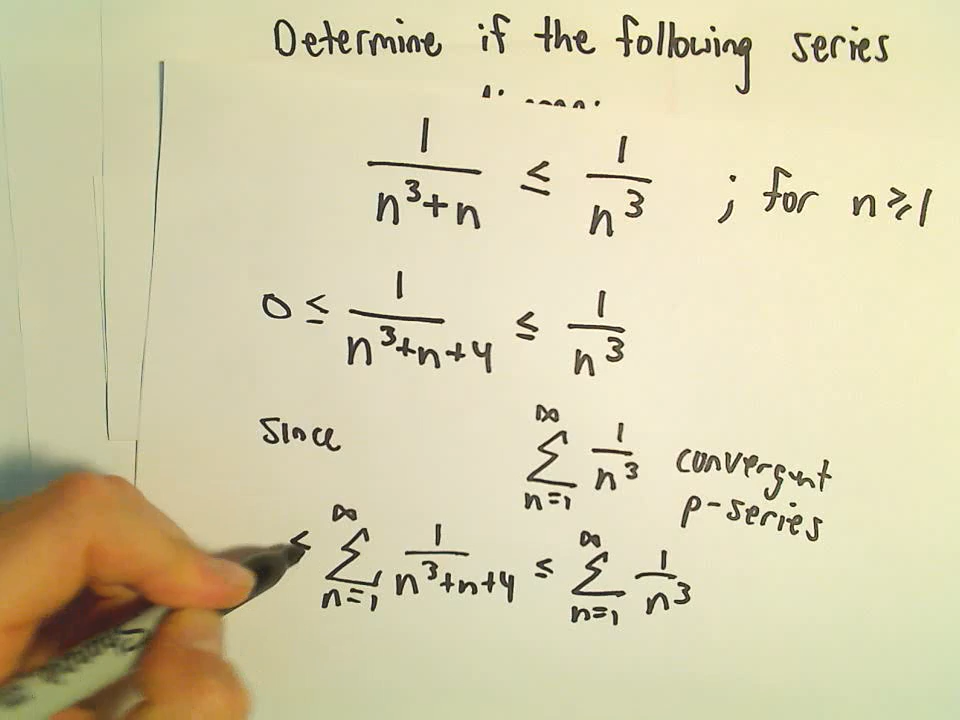 Determine if the following series
1/(n³+n) ≤ 1/n³ ; for n ≥ 1
0 ≤ 1/(n³+n+4) ≤ 1/n³
Since ∑_{n=1}^{∞} 1/n³ convergent
p-series
≤ ∑_{n=1}^{∞} 1/(n³+n+4) ≤ ∑_{n=1}^{∞} 1/n³